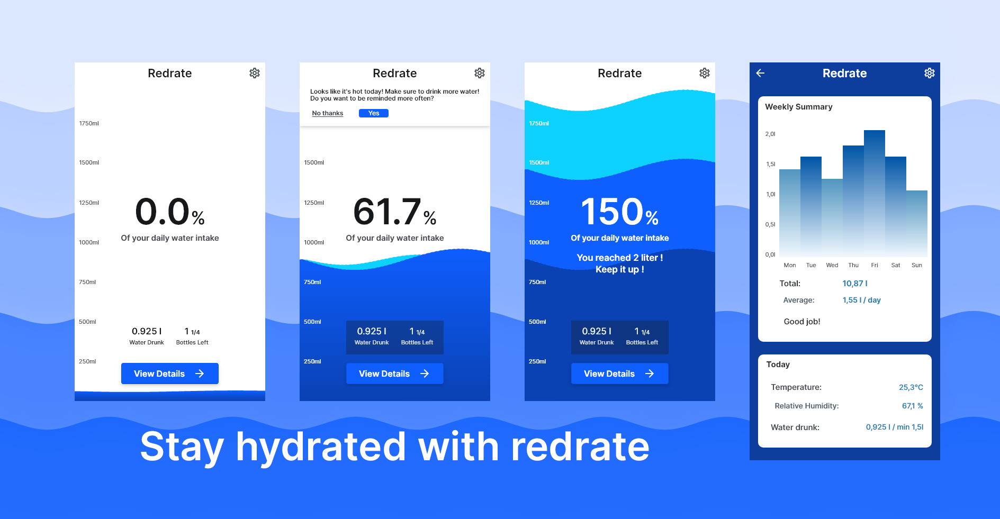 Redrate
1750ml
1500ml
1250ml
0.0%
Of your daily water intake
1000ml
750ml
500ml
0.925 l
1 1/4
Water Drunk
Bottles Left
250ml
View Details
Redrate
Looks like it's hot today! Make sure to drink more water!
Do you want to be reminded more often?
No thanks
Yes
1500ml
1250ml
61.7%
Of your daily water intake
1000ml
750ml
500ml
0.925 l
1 1/4
Water Drunk
Bottles Left
250ml
View Details
Redrate
1750ml
1500ml
1250ml
150%
Of your daily water intake
1000ml
You reached 2 liter !
Keep it up !
750ml
500ml
0.925 l
1 1/4
Water Drunk
Bottles Left
250ml
View Details
Redrate
Weekly Summary
2,0l
1,5l
1,0l
0,5l
0,0l
Mon Tue Wed Thu Fri Sat Sun
Total: 10,87 l
Average: 1,55 l / day
Good job!
Today
Temperature: 25,3°C
Relative Humidity: 67,1 %
Water drunk: 0,925 l / min 1,5l
Stay hydrated with redrate